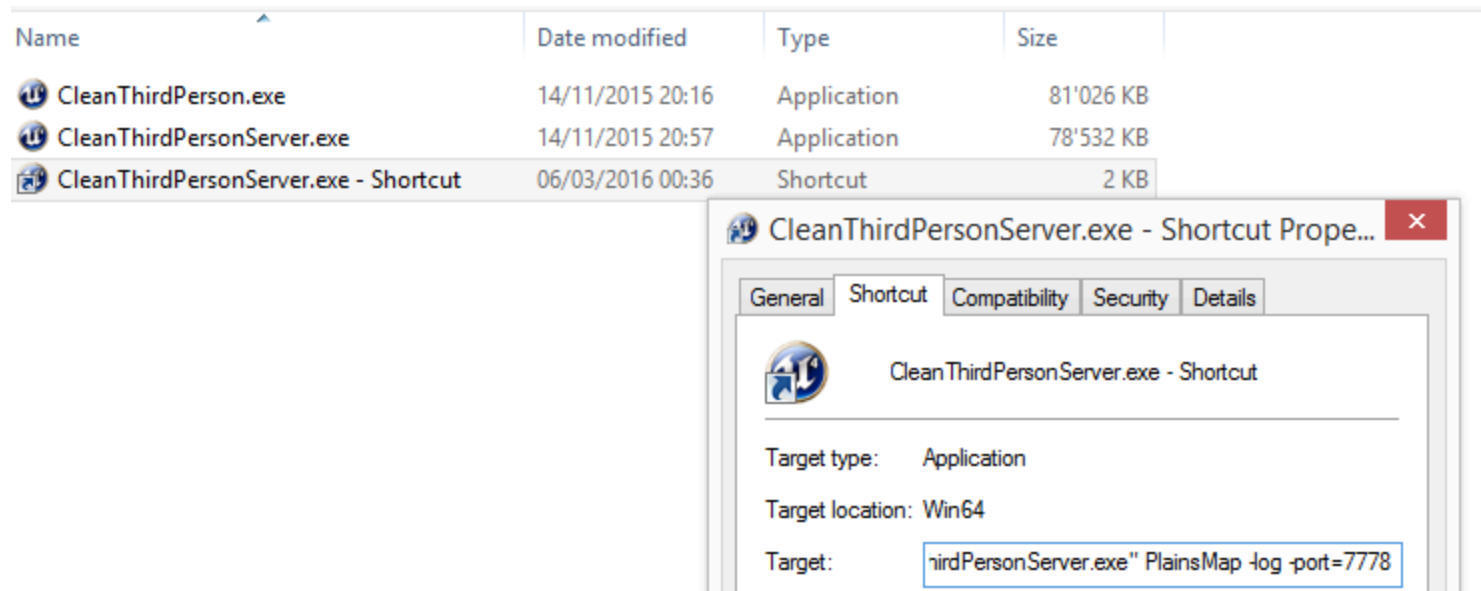 Name Date modified Type Size
CleanThirdPerson.exe 14/11/2015 20:16 Application 81'026 KB
CleanThirdPersonServer.exe 14/11/2015 20:57 Application 78'532 KB
CleanThirdPersonServer.exe - Shortcut 06/03/2016 00:36 Shortcut 2 KB
CleanThirdPersonServer.exe - Shortcut Prope...
General Shortcut Compatibility Security Details
CleanThirdPersonServer.exe - Shortcut
Target type: Application
Target location: Win64
Target: hirdPersonServer.exe" PlainsMap -log -port=7778